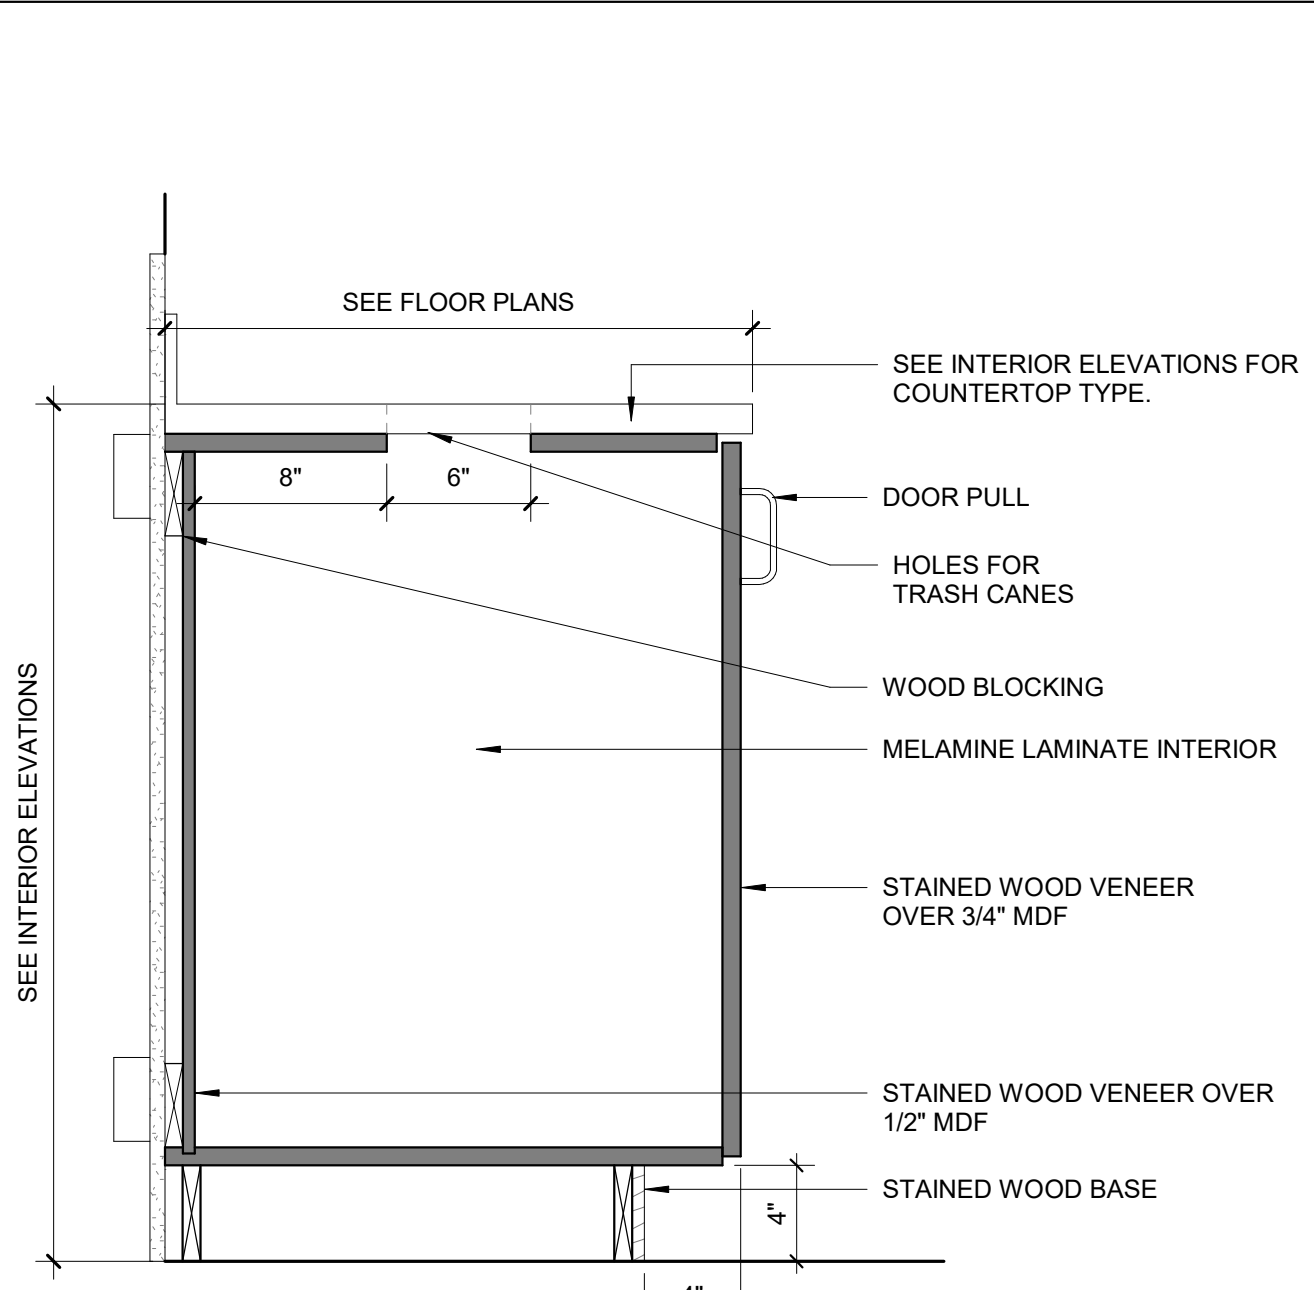 SEE FLOOR PLANS
SEE INTERIOR ELEVATIONS FOR
COUNTERTOP TYPE.
8"
6"
DOOR PULL
HOLES FOR
TRASH CANES
WOOD BLOCKING
SEE INTERIOR ELEVATIONS
MELAMINE LAMINATE INTERIOR
STAINED WOOD VENEER
OVER 3/4" MDF
STAINED WOOD VENEER OVER
1/2" MDF
STAINED WOOD BASE
4"
4"